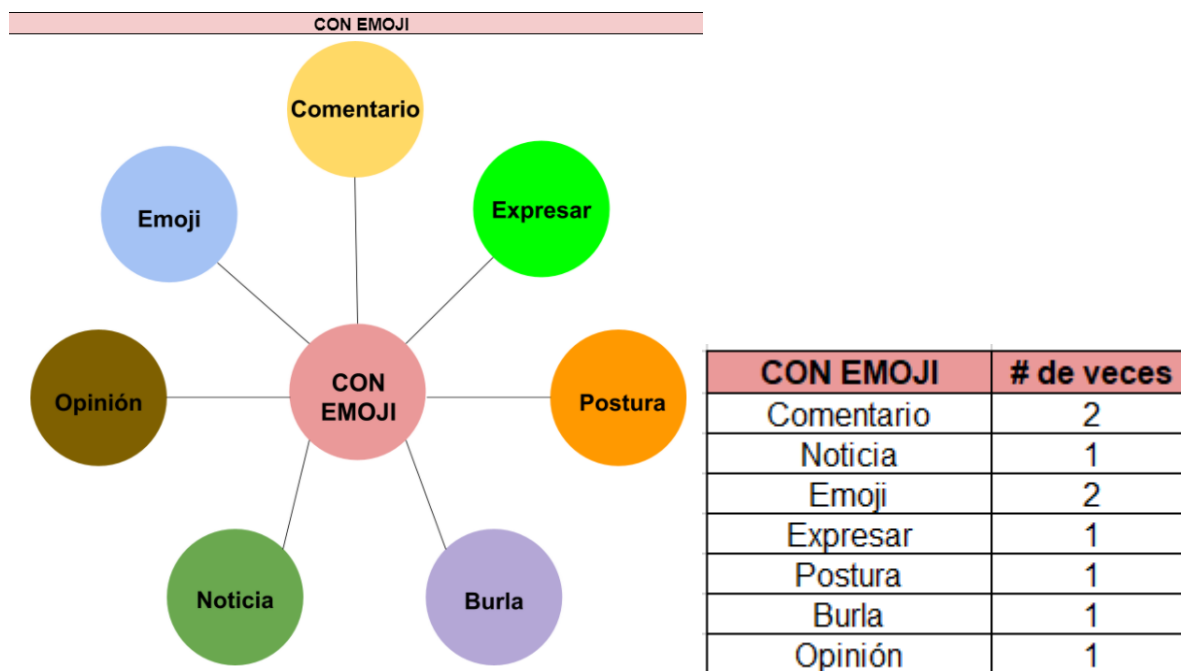 CON EMOJI
Comentario
Emoji
Expresar
Opinión
CON
EMOJI
Postura
Noticia
Burla
CON EMOJI # de veces
Comentario 2
Noticia 1
Emoji 2
Expresar 1
Postura 1
Burla 1
Opinión 1